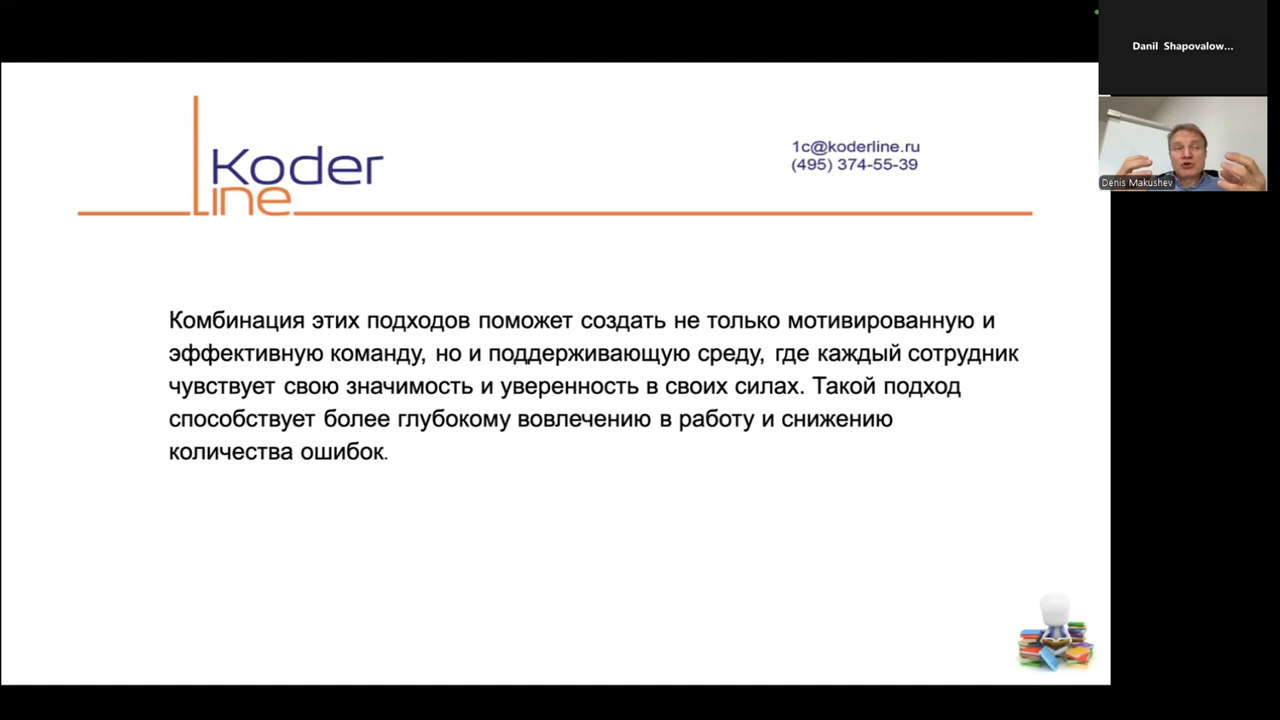 Danil Shapovalow...
Koder
line
1c@koderline.ru
(495) 374-55-39
Denis Makushev
Комбинация этих подходов поможет создать не только мотивированную и
эффективную команду, но и поддерживающую среду, где каждый сотрудник
чувствует свою значимость и уверенность в своих силах. Такой подход
способствует более глубокому вовлечению в работу и снижению
количества ошибок.